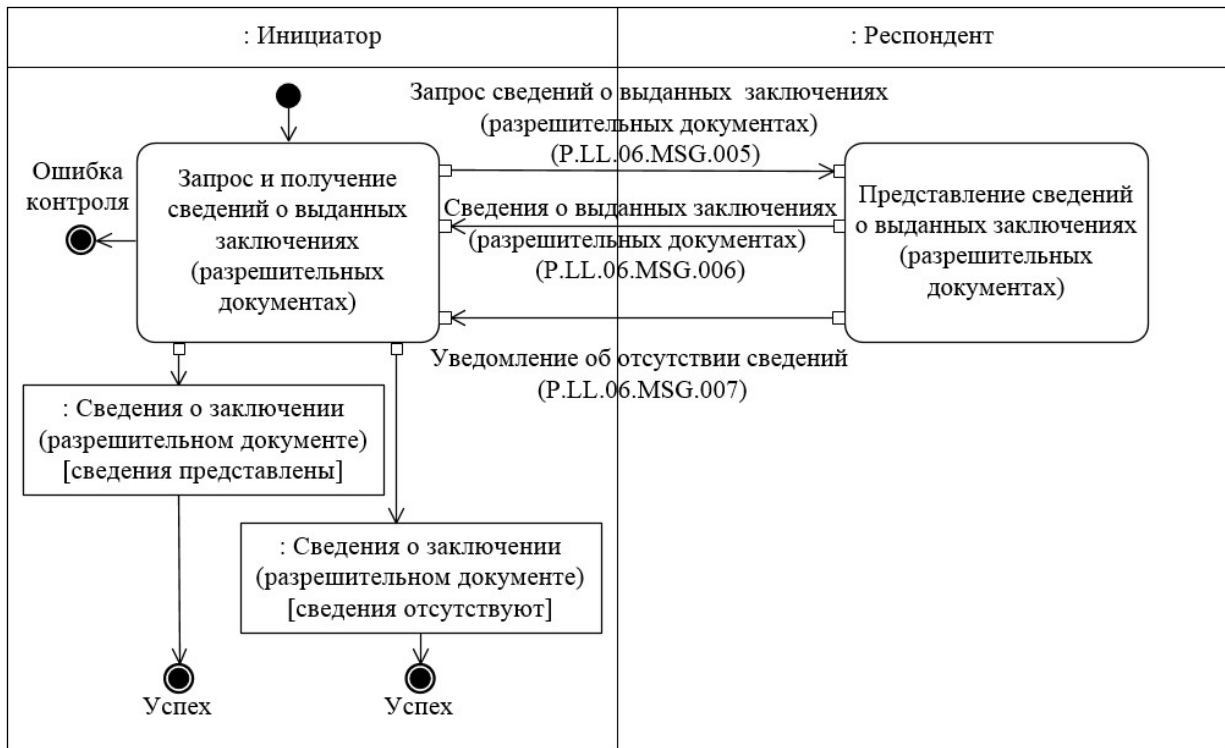 : Инициатор
: Респондент
Запрос сведений о выданных заключениях
(разрешительных документах)
(P.LL.06.MSG.005)
Ошибка
контроля
Запрос и получение
сведений о выданных
заключениях
(разрешительных
документах)
Сведения о выданных заключениях
(разрешительных документах)
(P.LL.06.MSG.006)
Представление сведений
о выданных заключениях
(разрешительных
документах)
Уведомление об отсутствии сведений
(P.LL.06.MSG.007)
: Сведения о заключении
(разрешительном документе)
[сведения представлены]
: Сведения о заключении
(разрешительном документе)
[сведения отсутствуют]
Успех
Успех